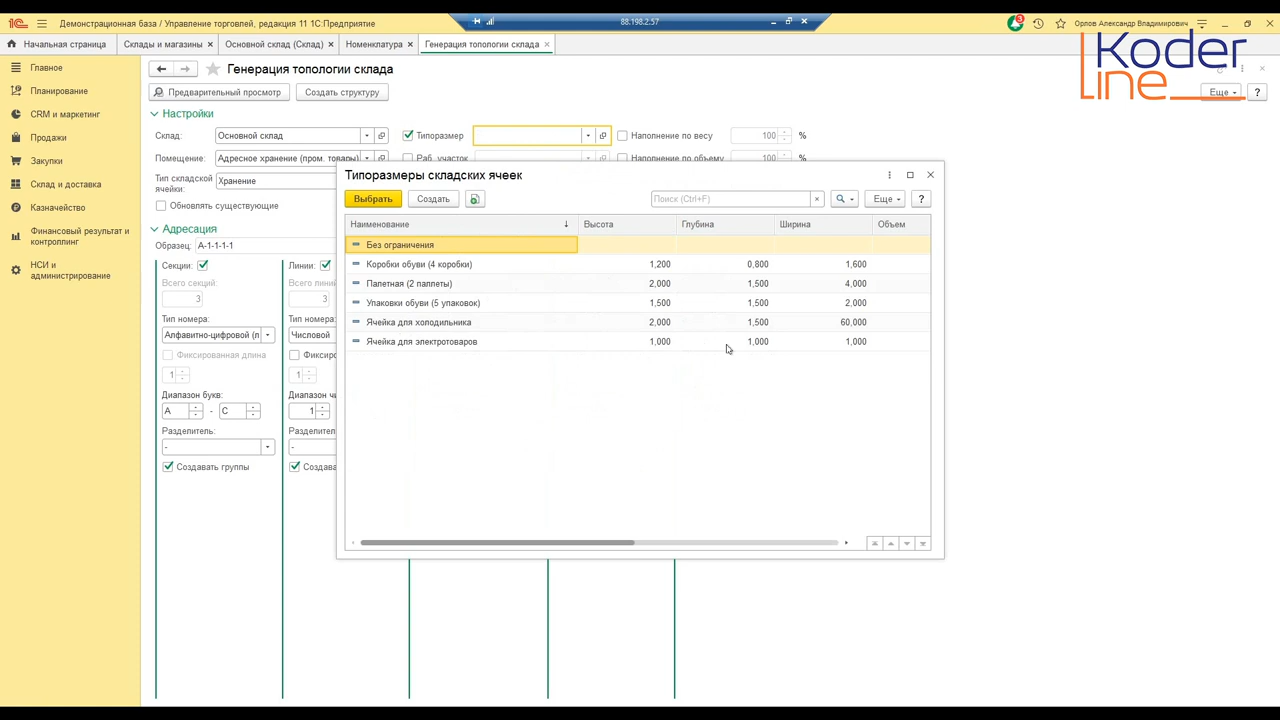 Демонстрационная база / Управление торговлей, редакция 11 1С:Предприятие
88.198.2.57
3
Орлов Александр Владимирович
Начальная страница
Склады и магазины
Основной склад (Склад)
Номенклатура
Генерация топологии склада
Koder
line
Главное
Планирование
CRM и маркетинг
Продажи
Закупки
Склад и доставка
Казначейство
Финансовый результат и
контроллинг
НСИ и
администрирование
Генерация топологии склада
Предварительный просмотр
Создать структуру
Еще
?
Настройки
Склад: Основной склад
Типоразмер
Наполнение по весу 100 %
Помещение: Адресное хранение (пром. товары)
Раб. участок
Наполнение по объему 100 %
Тип складской
ячейки:
Хранение
Обновлять существующие
Адресация
Образец: А-1-1-1-1
Секции:
Линии:
Всего секций:
Всего лини
3
3
Тип номера:
Тип номера:
Алфавитно-цифровой (л
Числовой
Фиксированная длина
Фиксиро
1
1
Диапазон букв:
Диапазон чи
А - С
1
Разделитель:
Разделител
-
-
Создавать группы
Создава
Типоразмеры складских ячеек
Выбрать
Создать
Поиск (Ctrl+F)
×
Еще
?
Наименование ↓ Высота Глубина Ширина Объем
Без ограничения
Коробки обуви (4 коробки) 1,200 0,800 1,600
Палетная (2 паллеты) 2,000 1,500 4,000
Упаковки обуви (5 упаковок) 1,500 1,500 2,000
Ячейка для холодильника 2,000 1,500 60,000
Ячейка для электротоваров 1,000 1,000 1,000